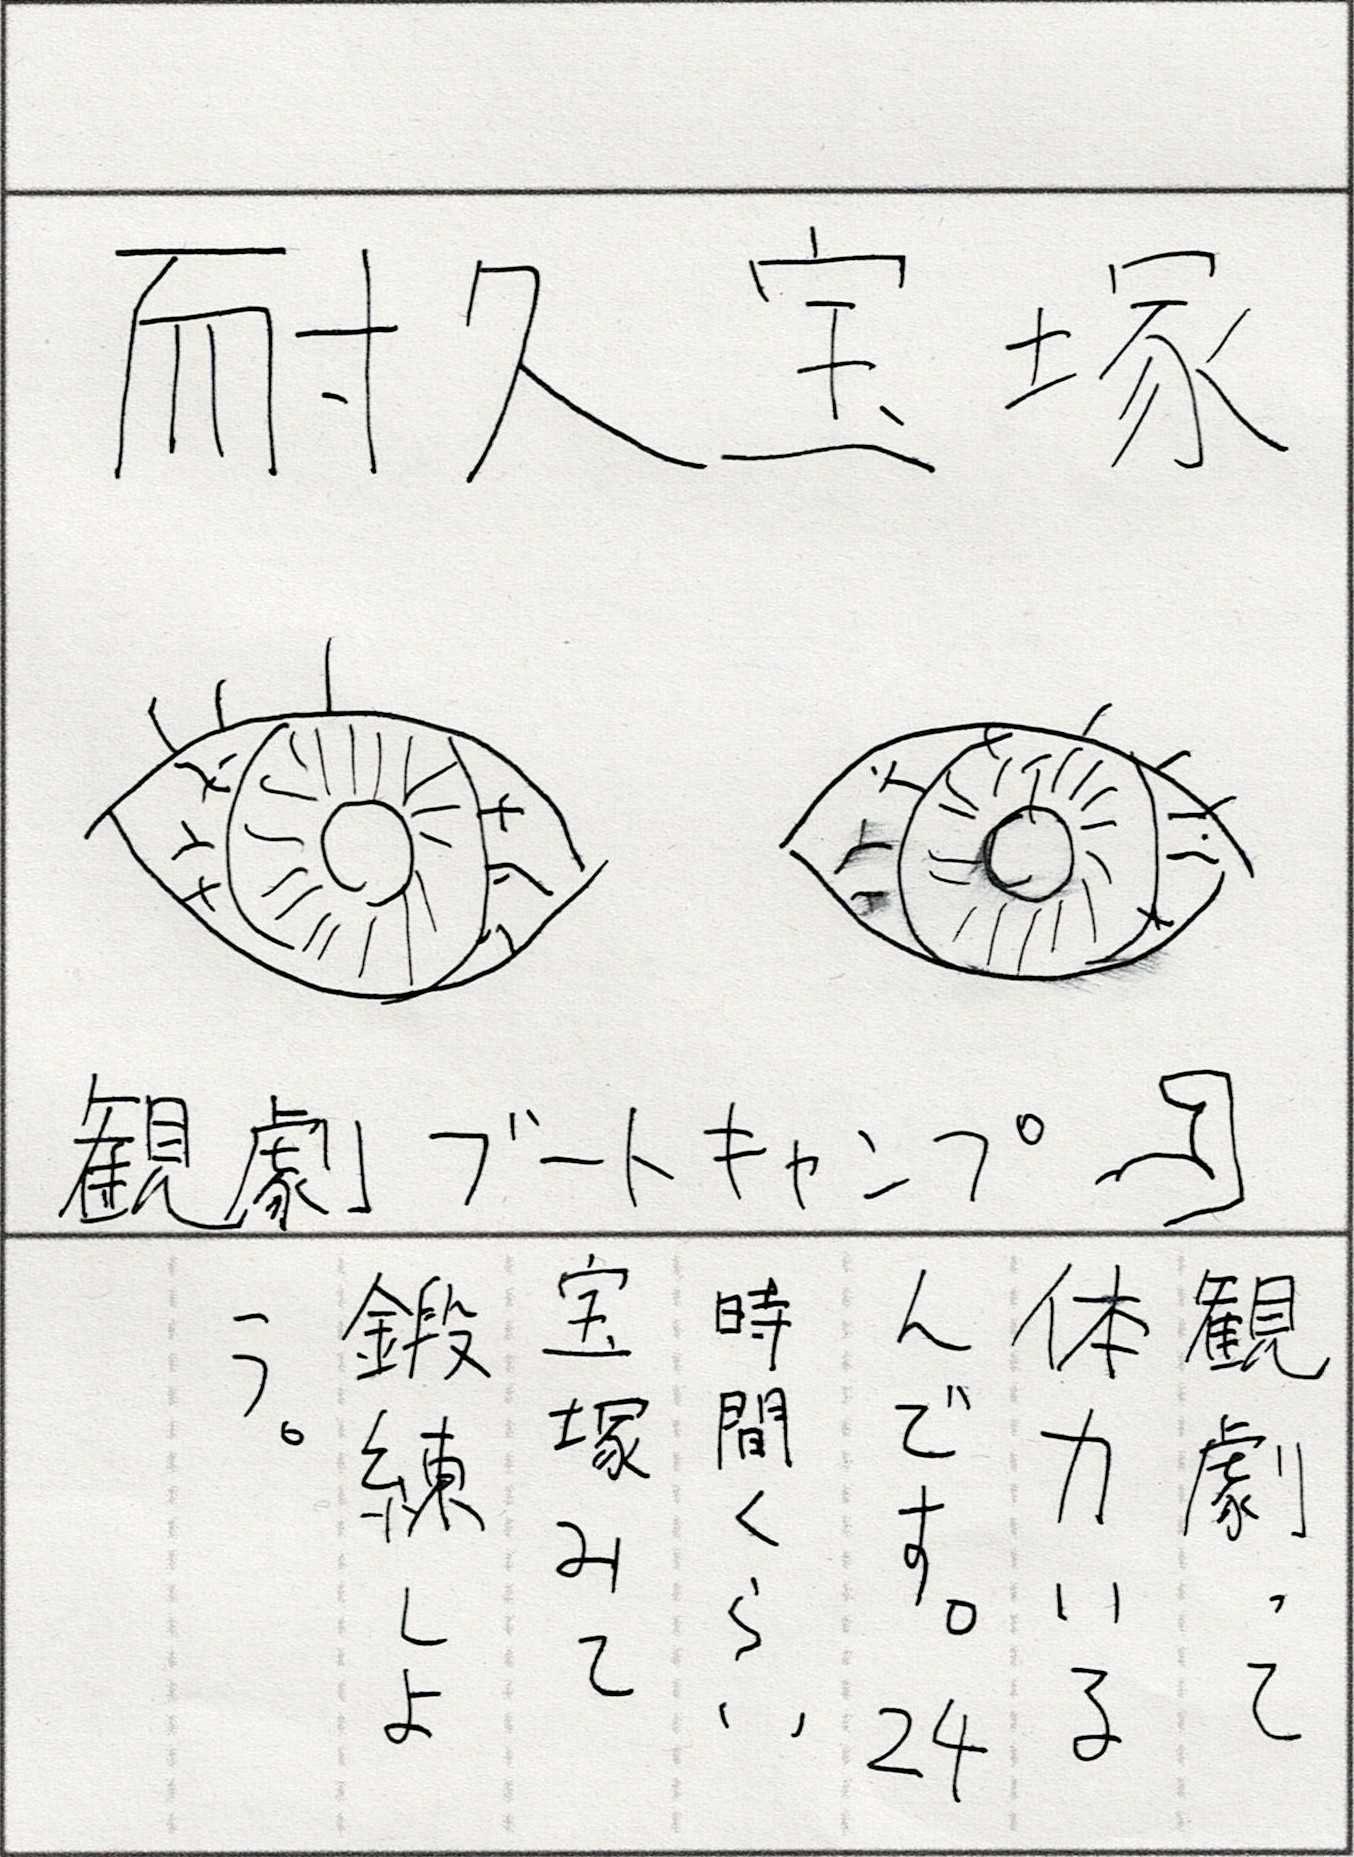 耐久宝塚
観劇ブートキャンプ
観劇って
体力いる
んです。24
時間くらい
宝塚みて
鍛練しよ
う。